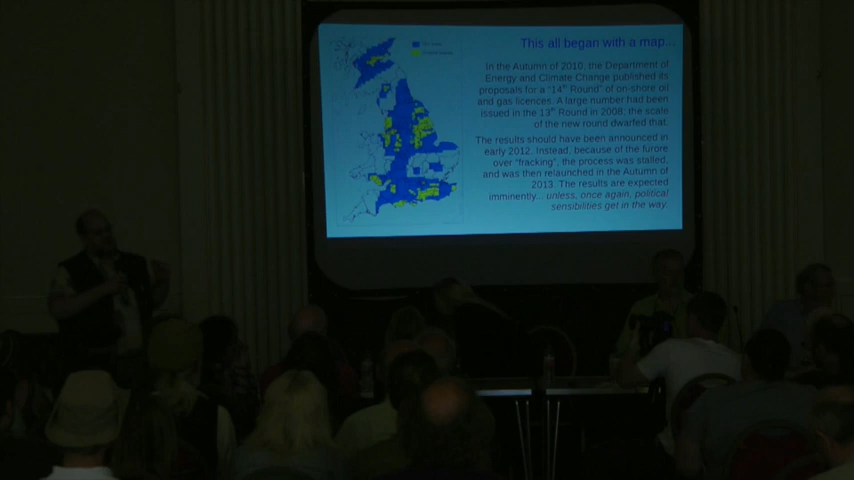 This all began with a map...
In the Autumn of 2010, the Department of
Energy and Climate Change published its
proposals for a "14th Round" of on-shore oil
and gas licences. A large number had been
issued in the 13th Round in 2008; the scale
of the new round dwarfed that.
The results should have been announced in
early 2012. Instead, because of the furore
over "fracking", the process was stalled,
and was then relaunched in the Autumn of
2013. The results are expected
imminently... unless, once again, political
sensibilities get in the way.